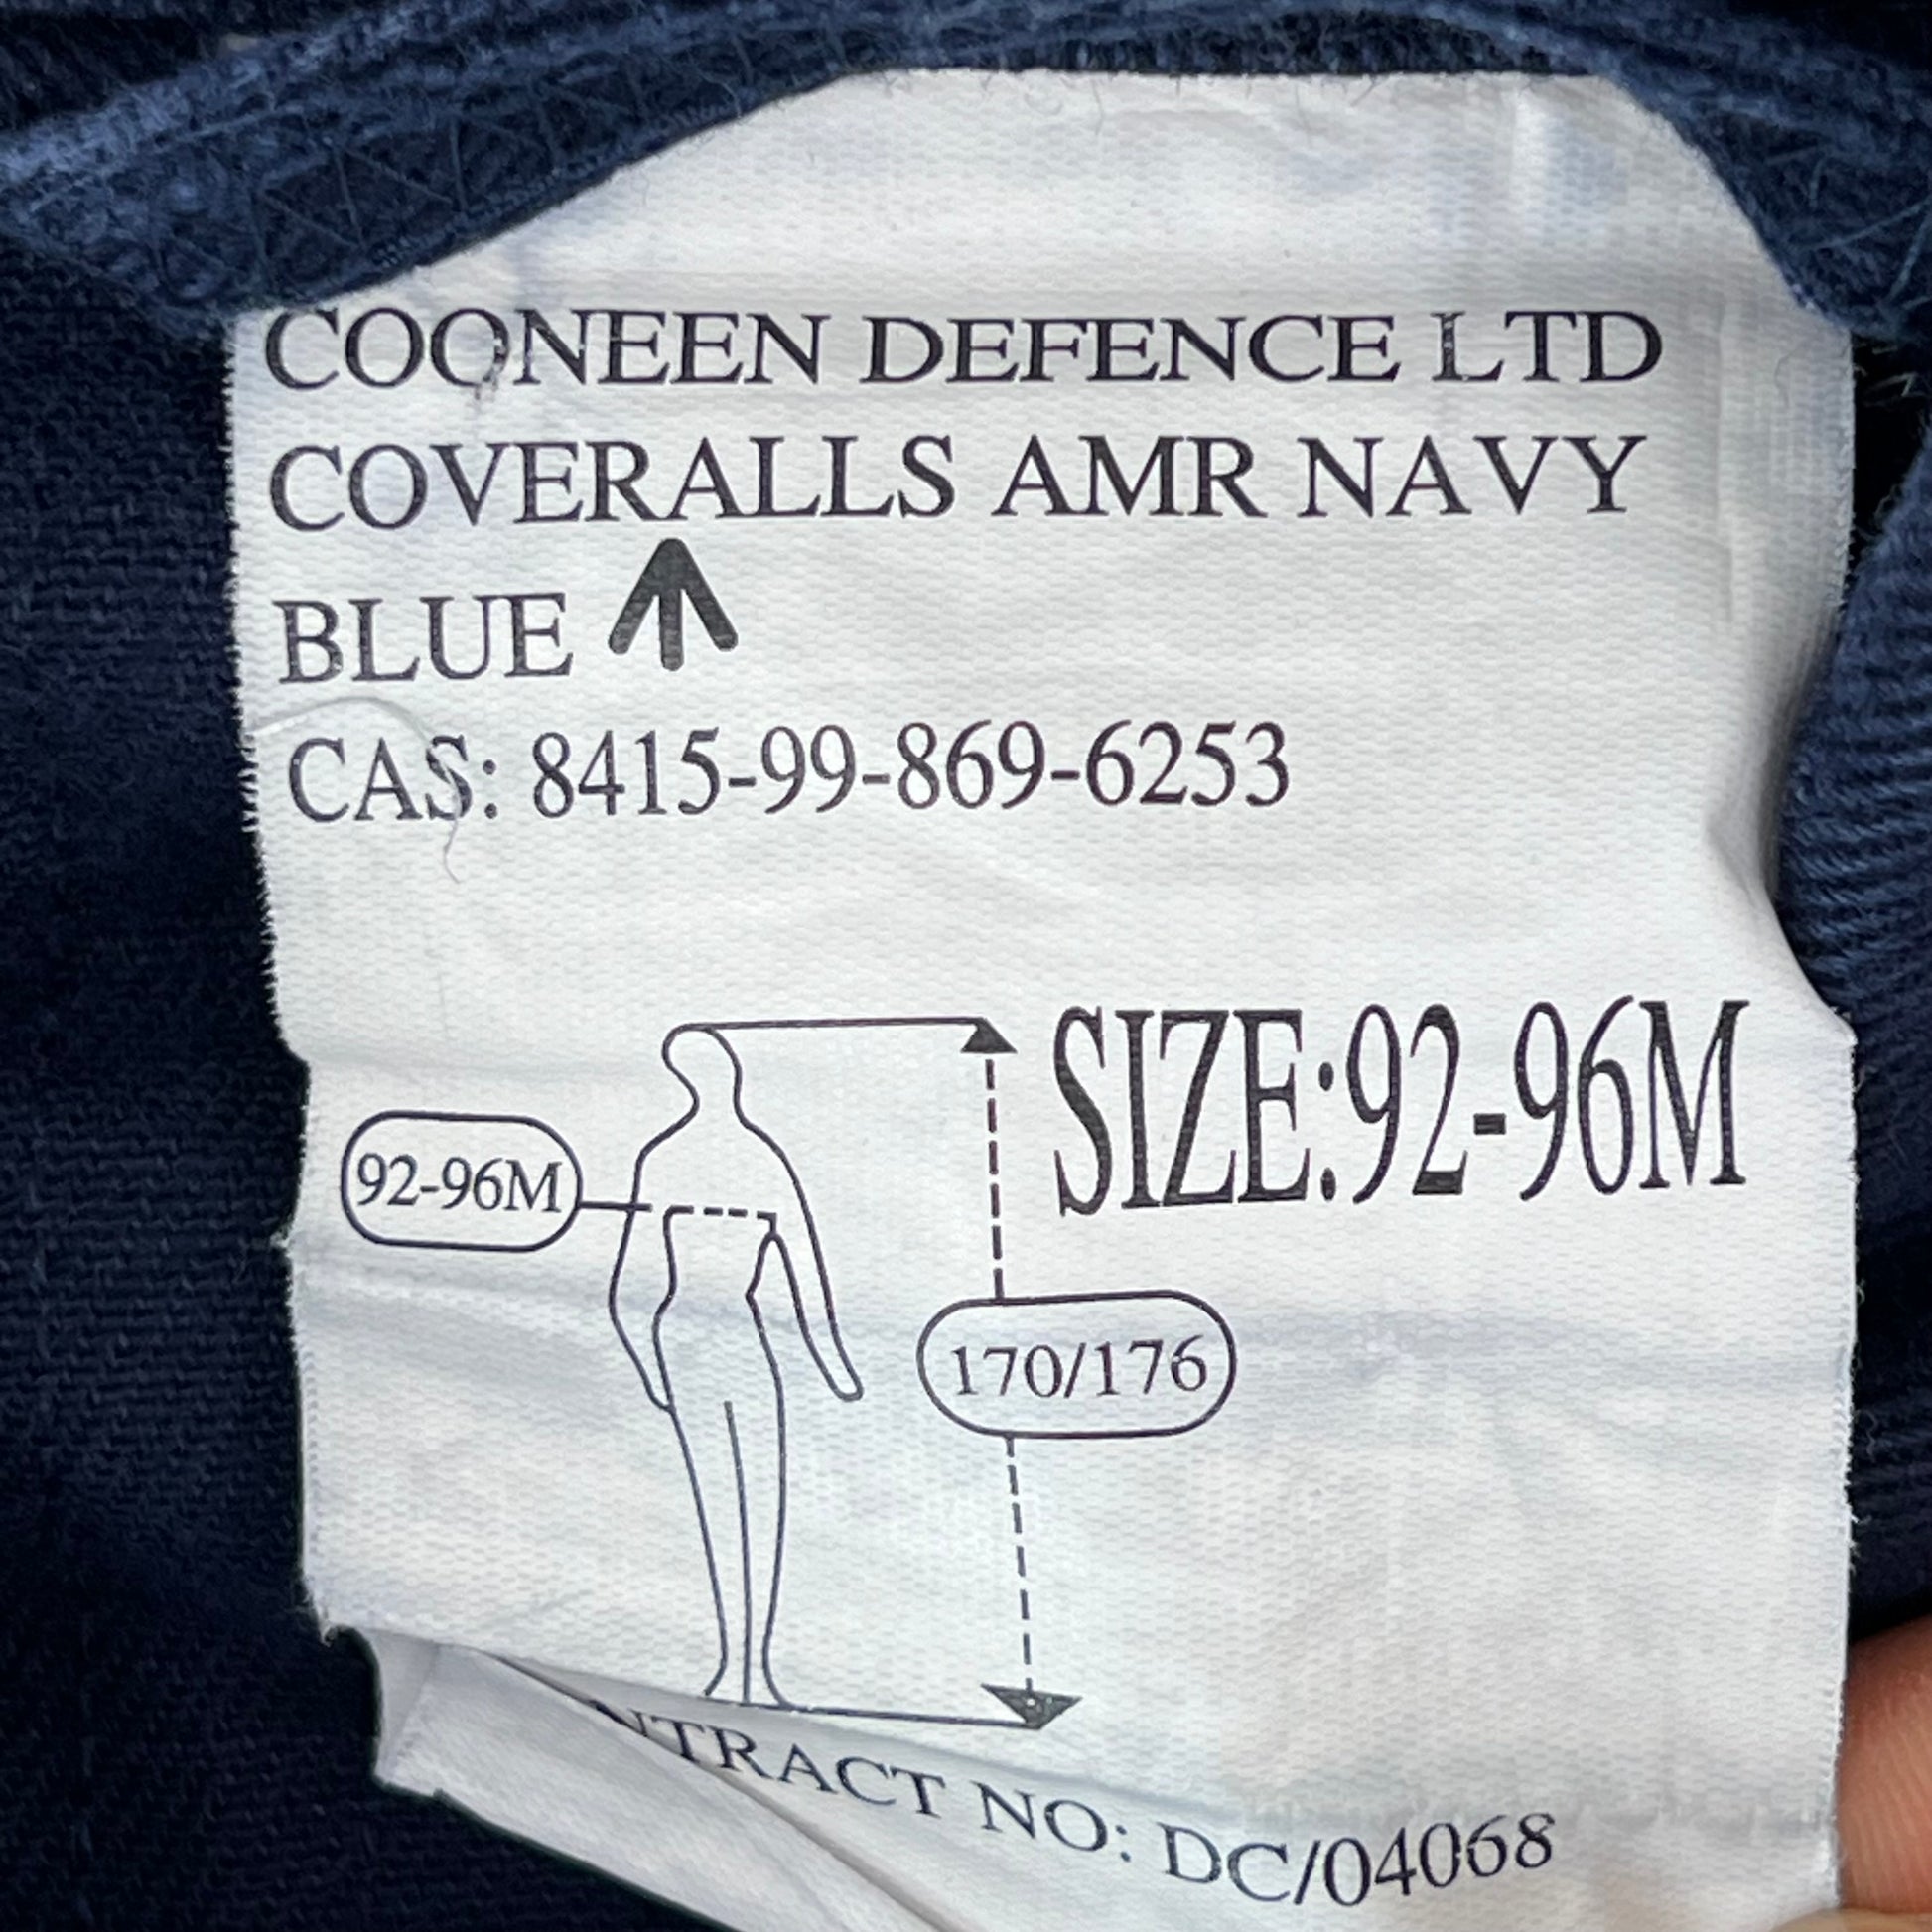 COONEEN DEFENCE LTD
COVERALLS AMR NAVY
BLUE
CAS: 8415-99-869-6253
SIZE:92-96M
92-96M
170/176
NTRACT NO: DC/04068